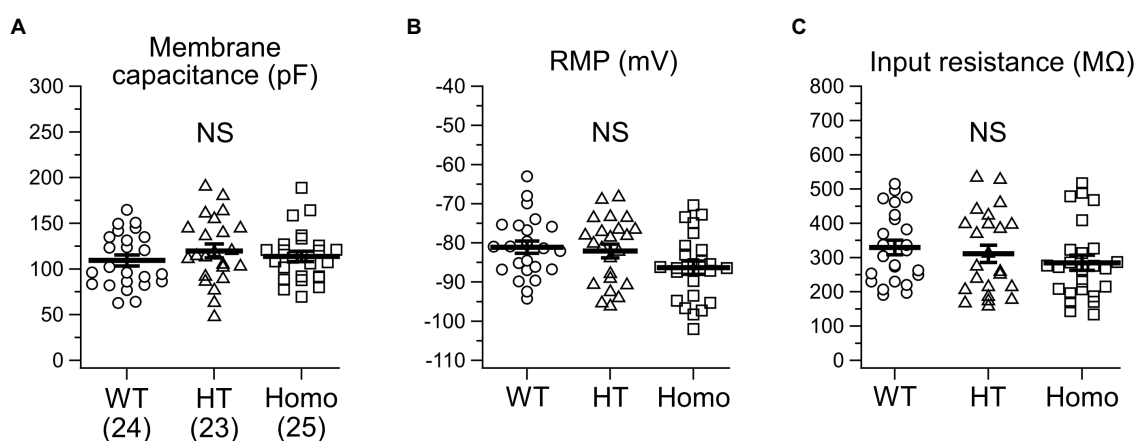 A
Membrane
capacitance (pF)
300
250
200
150
100
50
0
NS
WT HT Homo
(24) (23) (25)
B
RMP (mV)
-40
-50
-60
-70
-80
-90
-100
-110
NS
WT HT Homo
C
Input resistance (MΩ)
800
700
600
500
400
300
200
100
0
NS
WT HT Homo